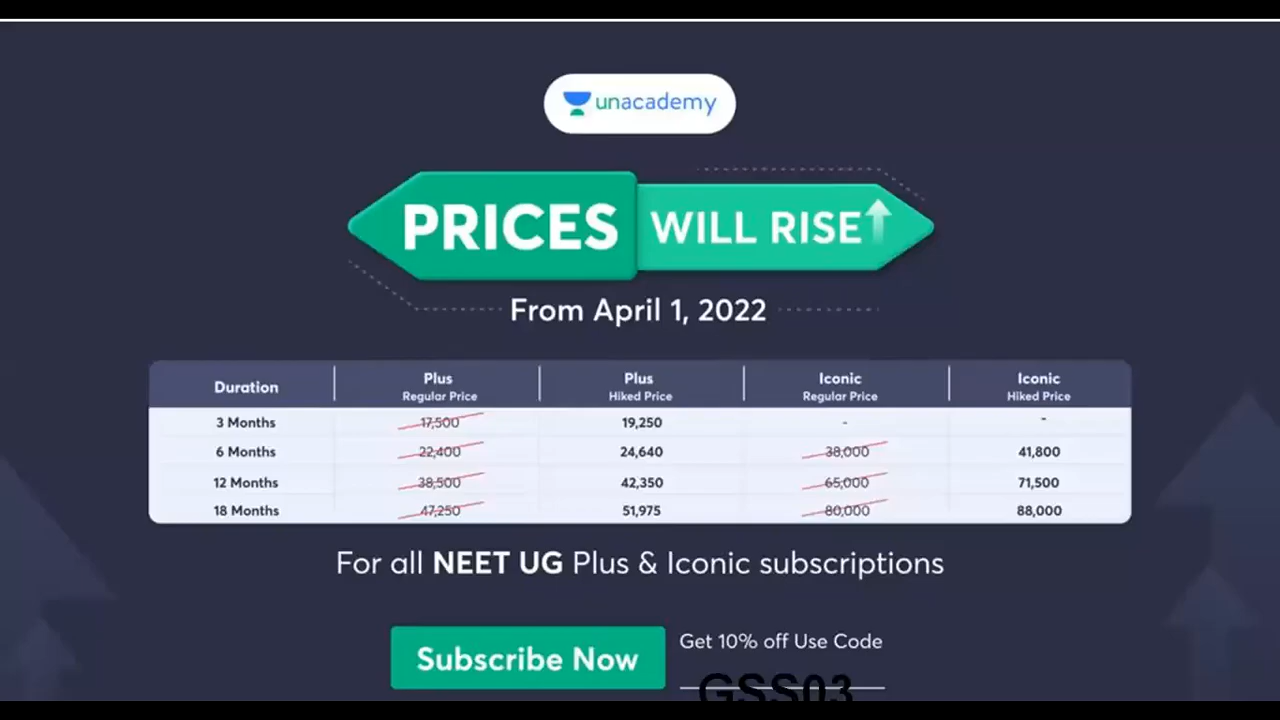 unacademy
PRICES WILL RISE
From April 1, 2022
Duration Plus Regular Price Plus Hiked Price Iconic Regular Price Iconic Hiked Price
3 Months 17,500 19,250 - -
6 Months 22,400 24,640 38,000 41,800
12 Months 38,500 42,350 65,000 71,500
18 Months 47,250 51,975 80,000 88,000
For all NEET UG Plus & Iconic subscriptions
Subscribe Now
Get 10% off Use Code
GSS03